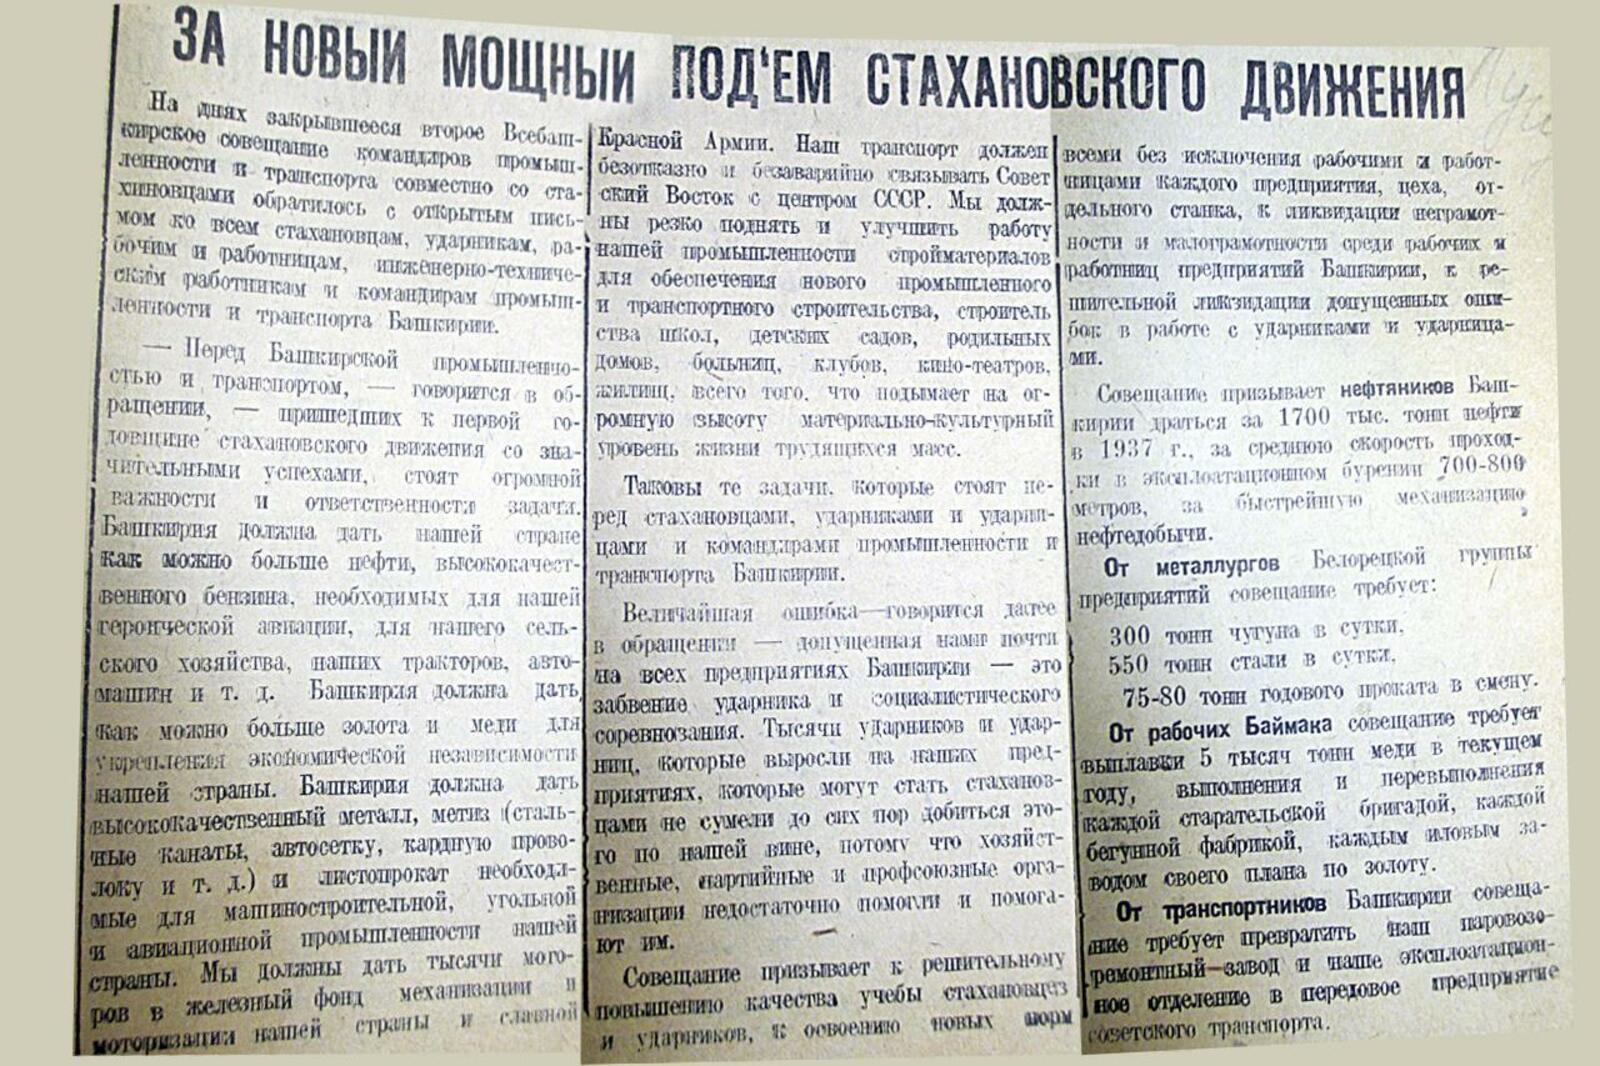 ЗА НОВЫЙ МОЩНЫЙ ПОД'ЕМ СТАХАНОВСКОГО ДВИЖЕНИЯ
На днях закрывшееся второе Всебаш-
кирское совещание командиров промыш-
ленности и транспорта совместно со ста-
хановцами обратилось с открытым пись-
мом ко всем стахановцам, ударникам, ра-
бочим и работницам, инженерно-техниче-
ским работникам и командирам промыш-
ленности и транспорта Башкирии.
— Перед Башкирской промышленно-
стью и транспортом, — говорится в об-
ращении, — пришедших к первой го-
довщине стахановского движения со зна-
чительными успехами, стоят огромной
важности и ответственности задачи.
Башкирия должна дать нашей стране
как можно больше нефти, высококачест-
венного бензина, необходимых для нашей
героической авиации, для нашего сель-
ского хозяйства, наших тракторов, авто-
машин и т. д. Башкирия должна дать
как можно больше золота и меди для
укрепления экономической независимости
нашей страны. Башкирия должна дать
высококачественный металл, метиз (сталь-
ные канаты, автосетку, кардную прово-
локу и т. д.) и листопрокат необходи-
мые для машиностроительной, угольной
и авиационной промышленности нашей
страны. Мы должны дать тысячи мото-
ров в железный фонд механизации и
моторизации нашей страны и славной
Красной Армии. Наш транспорт должен
безотказно и безаварийно связывать Совет
ский Восток с центром СССР. Мы долж-
ны резко поднять и улучшить работу
нашей промышленности стройматериалов
для обеспечения нового промышленного
и транспортного строительства, строитель
ства школ, детских садов, родильных
домов, больниц, клубов, кино-театров,
жилищ, всего того, что подымает на ог-
ромную высоту материально-культурный
уровень жизни трудящихся масс.
Таковы те задачи, которые стоят пе-
ред стахановцами, ударниками и ударни-
цами и командирами промышленности и
транспорта Башкирии.
Величайшая ошибка—говорится далее
в обращении — допущенная нами почти
на всех предприятиях Башкирии — это
забвение ударника и социалистического
соревнования. Тысячи ударников и удар-
ниц, которые выросли на наших пред-
приятиях, которые могут стать стаханов-
цами не сумели до сих пор добиться это-
го по нашей вине, потому что хозяйст-
венные, партийные и профсоюзные орга-
низации недостаточно помогли и помога-
ют им.
Совещание призывает к решительному
повышению качества учебы стахановцев
и ударников, к освоению новых норм
всеми без исключения рабочими и работ-
ницами каждого предприятия, цеха, от-
дельного станка, к ликвидации неграмот-
ности и малограмотности среди рабочих и
работниц предприятий Башкирии, к ре-
шительной ликвидации допущенных оши-
бок в работе с ударниками и ударница-
ми.
Совещание призывает нефтяников Баш-
кирии драться за 1700 тыс. тонн нефти
в 1937 г., за среднюю скорость проход-
ки в эксплоатационном бурении 700-800
метров, за быстрейшую механизацию
нефтедобычи.
От металлургов Белорецкой группы
предприятий совещание требует:
300 тонн чугуна в сутки,
550 тонн стали в сутки,
75-80 тонн годового проката в смену.
От рабочих Баймака совещание требует
выплавки 5 тысяч тонн меди в текущем
году, выполнения и перевыполнения
каждой старательской бригадой, каждой
бегунной фабрикой, каждым иловым за-
водом своего плана по золоту.
От транспортников Башкирии совеща-
ние требует превратить наш паровозо-
ремонтный завод и наше эксплоатацион-
ное отделение в передовое предприятие
советского транспорта.